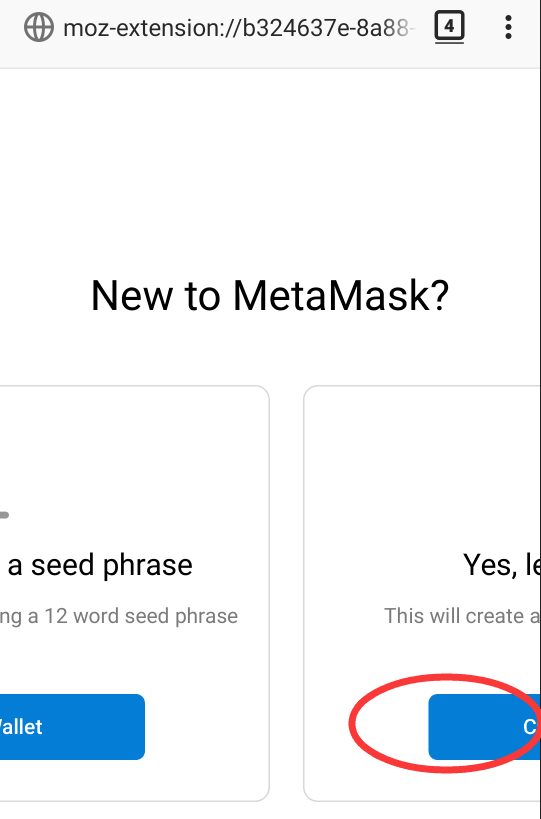 moz-extension://b324637e-8a88-
4
New to MetaMask?
a seed phrase
ng a 12 word seed phrase
Wallet
Yes, le
This will create a
C